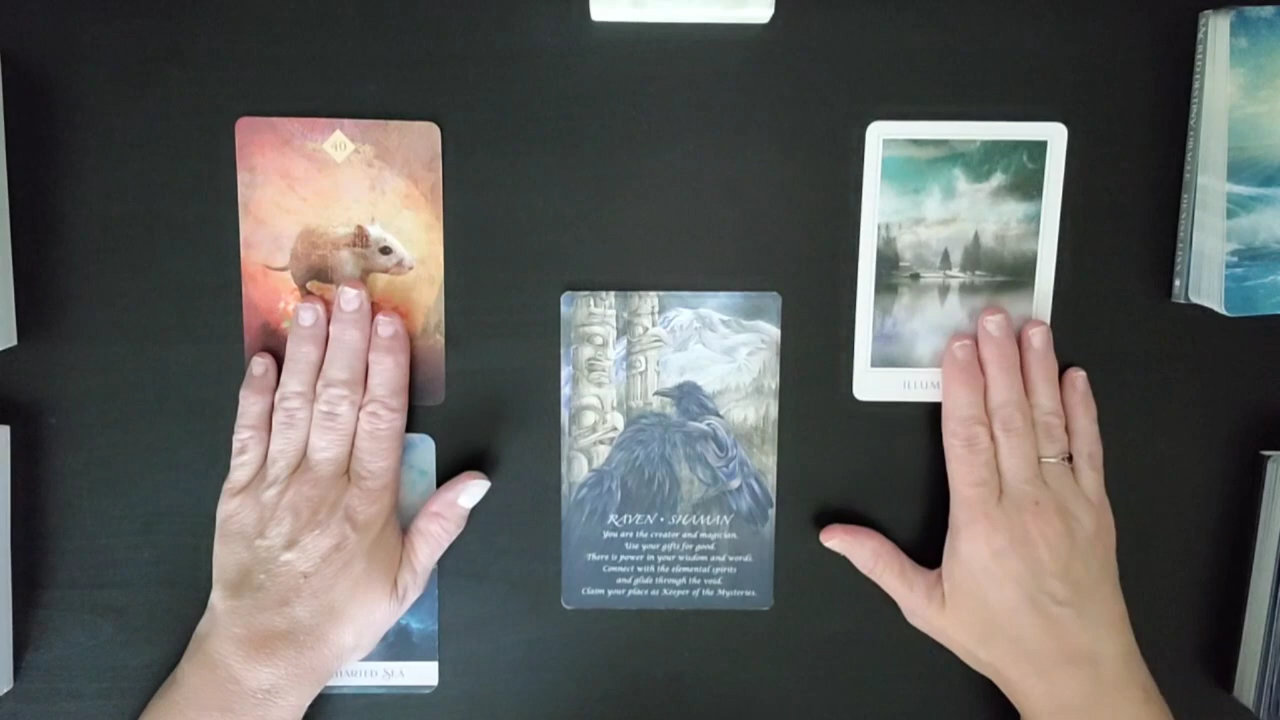 40
ILLUM
RAVEN • SHAMAN
You are the creator and magician.
Use your gifts for good.
There is power in your wisdom and words.
Connect with the elemental spirits
and glide through the void.
Claim your place as Keeper of the Mysteries.
HARTED SEA